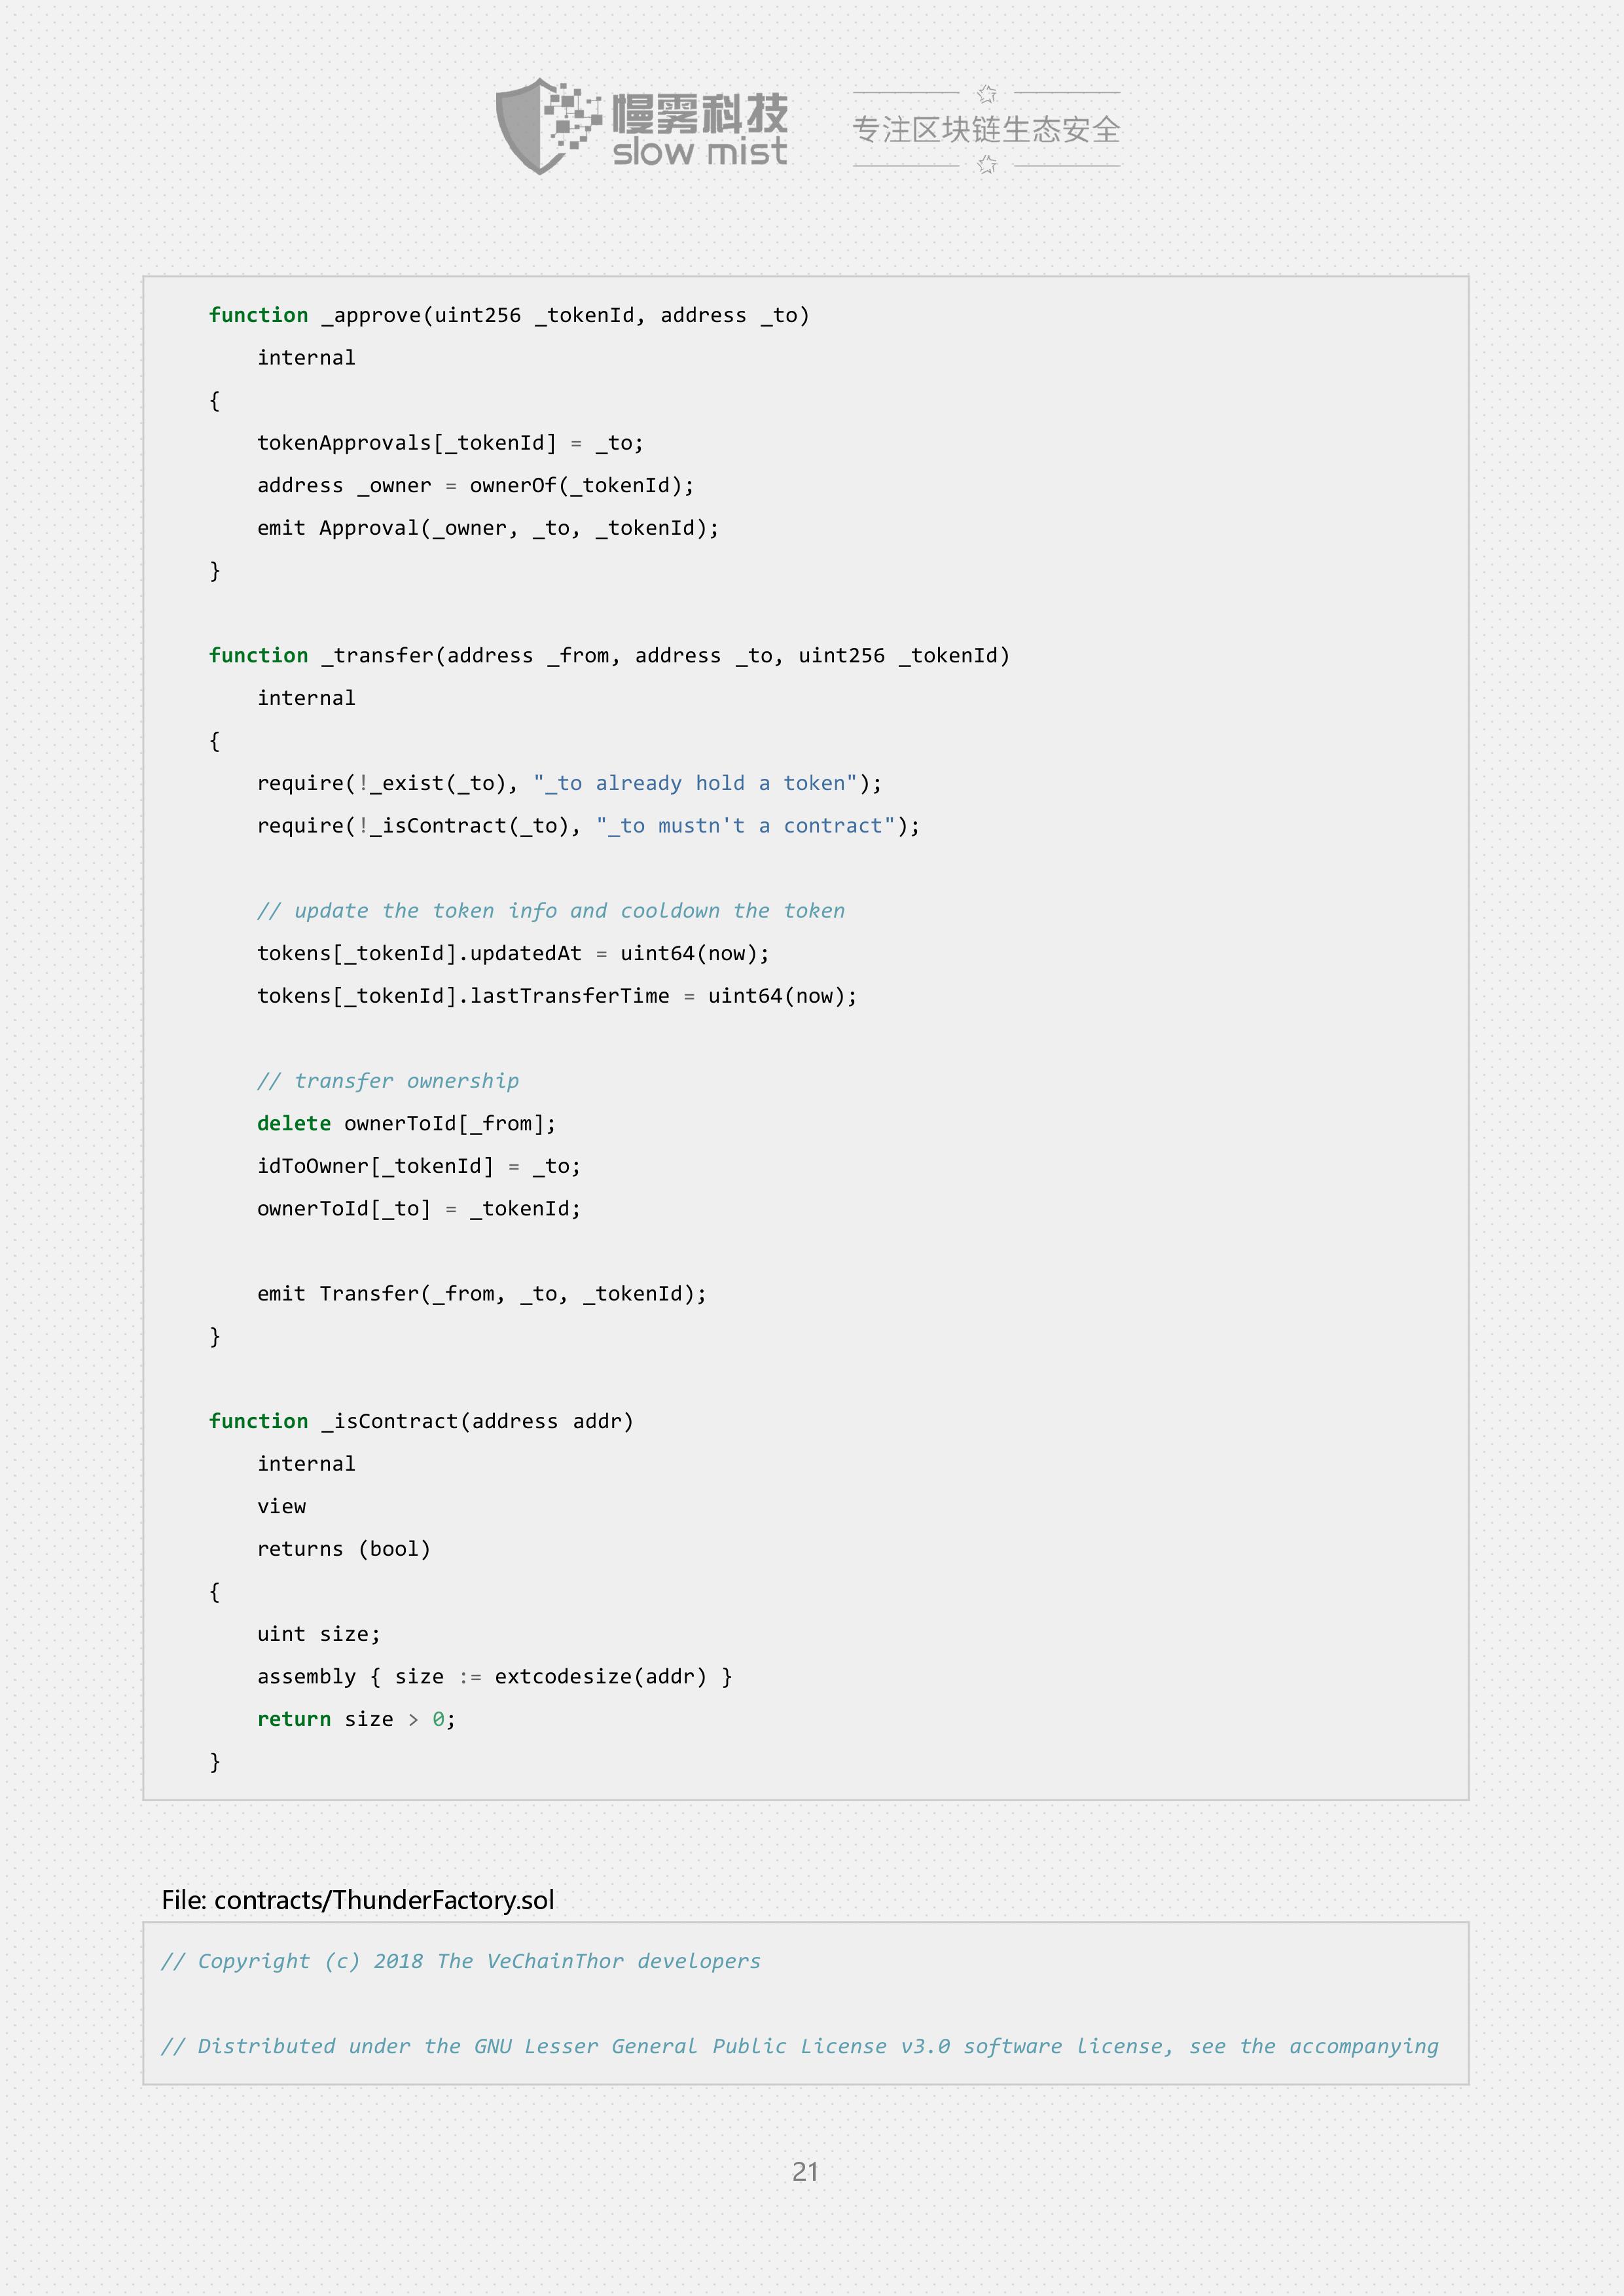 慢雾科技
slow mist
专注区块链生态安全
function _approve(uint256 _tokenId, address _to)
internal
{
tokenApprovals[_tokenId] = _to;
address _owner = ownerOf(_tokenId);
emit Approval(_owner, _to, _tokenId);
}
function _transfer(address _from, address _to, uint256 _tokenId)
internal
{
require(!_exist(_to), "_to already hold a token");
require(!_isContract(_to), "_to mustn't a contract");
// update the token info and cooldown the token
tokens[_tokenId].updatedAt = uint64(now);
tokens[_tokenId].lastTransferTime = uint64(now);
// transfer ownership
delete ownerToId[_from];
idToOwner[_tokenId] = _to;
ownerToId[_to] = _tokenId;
emit Transfer(_from, _to, _tokenId);
}
function _isContract(address addr)
internal
view
returns (bool)
{
uint size;
assembly { size := extcodesize(addr) }
return size > 0;
}
File: contracts/ThunderFactory.sol
// Copyright (c) 2018 The VeChainThor developers
// Distributed under the GNU Lesser General Public License v3.0 software license, see the accompanying
21